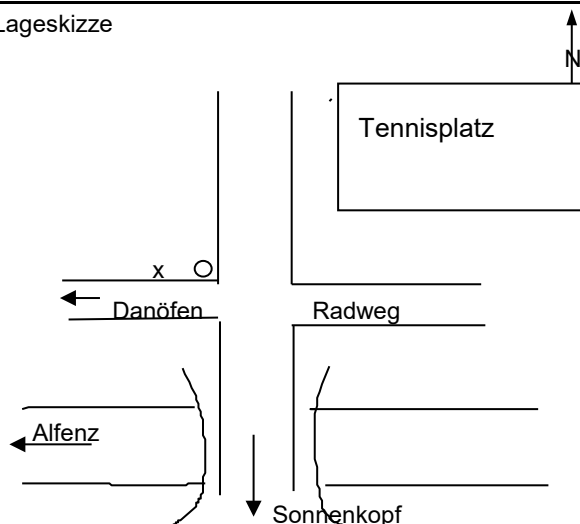 Lageskizze
N
Tennisplatz
x
Danöfen Radweg
Alfenz
Sonnenkopf